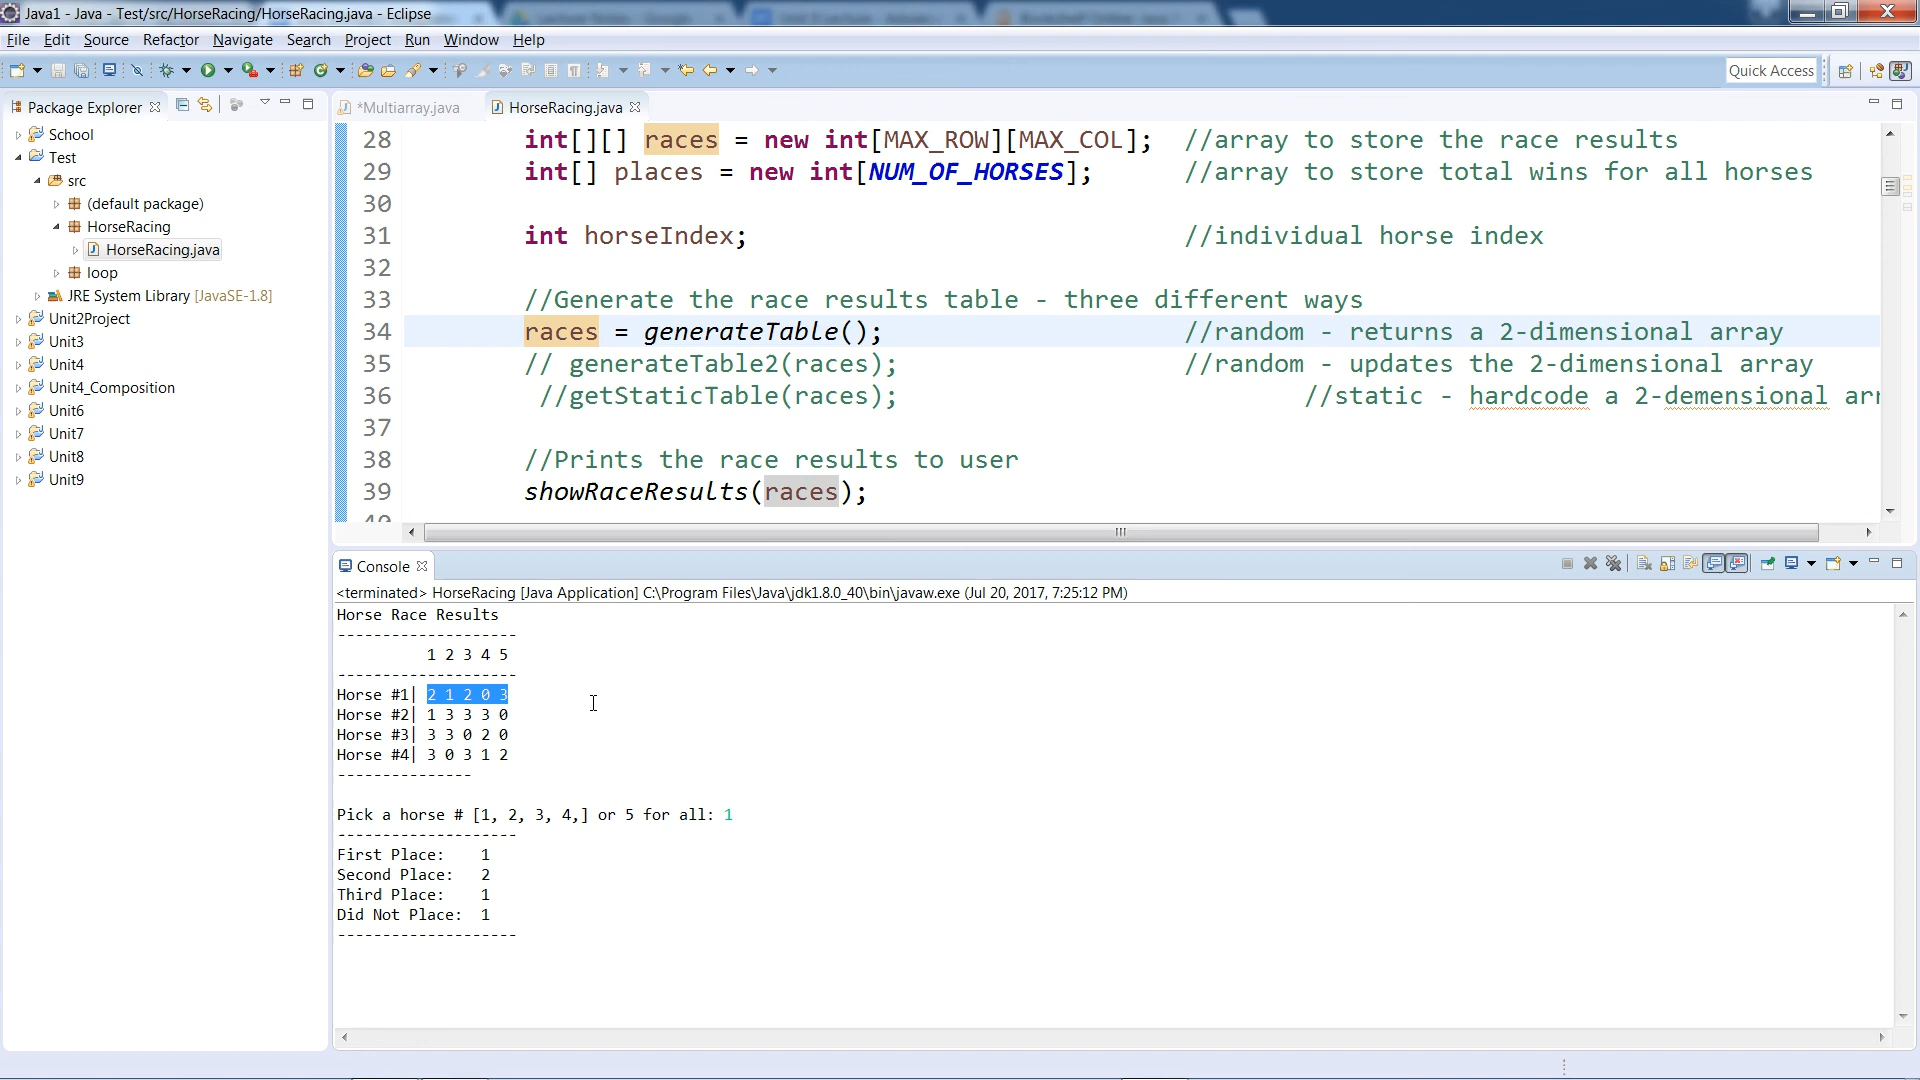 Java1 - Java - Test/src/HorseRacing/HorseRacing.java - Eclipse
File Edit Source Refactor Navigate Search Project Run Window Help
Quick Access
Package Explorer
School
Test
src
(default package)
HorseRacing
HorseRacing.java
loop
JRE System Library [JavaSE-1.8]
Unit2Project
Unit3
Unit4
Unit4_Composition
Unit6
Unit7
Unit8
Unit9
*Multiarray.java HorseRacing.java
28 int[][] races = new int[MAX_ROW][MAX_COL]; //array to store the race results
29 int[] places = new int[NUM_OF_HORSES]; //array to store total wins for all horses
30
31 int horseIndex; //individual horse index
32
33 //Generate the race results table - three different ways
34 races = generateTable(); //random - returns a 2-dimensional array
35 // generateTable2(races); //random - updates the 2-dimensional array
36 //getStaticTable(races); //static - hardcode a 2-demensional arr
37
38 //Prints the race results to user
39 showRaceResults(races);
40
Console
<terminated> HorseRacing [Java Application] C:\Program Files\Java\jdk1.8.0_40\bin\javaw.exe (Jul 20, 2017, 7:25:12 PM)
Horse Race Results
--------------------
1 2 3 4 5
--------------------
Horse #1| 2 1 2 0 3
Horse #2| 1 3 3 3 0
Horse #3| 3 3 0 2 0
Horse #4| 3 0 3 1 2
---------------
Pick a horse # [1, 2, 3, 4,] or 5 for all: 1
--------------------
First Place: 1
Second Place: 2
Third Place: 1
Did Not Place: 1
--------------------